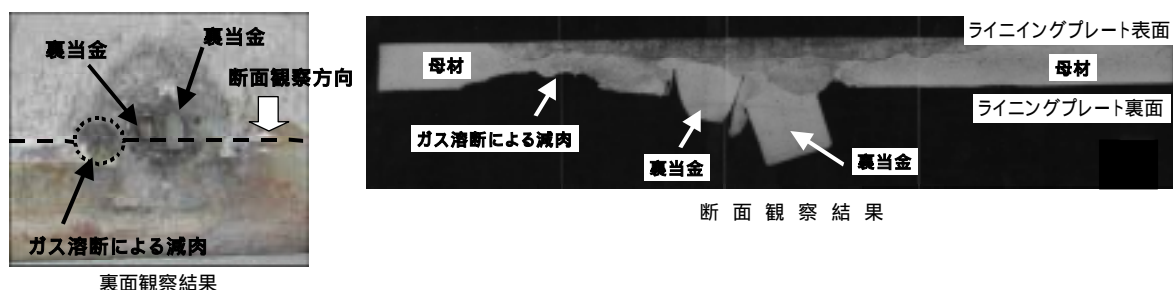 裏当金
裏当金
断面観察方向
ガス溶断による減肉
裏面観察結果
ライイニングプレート表面
母材
母材
ライニングプレート裏面
ガス溶断による減肉
裏当金
裏当金
断面観察結果